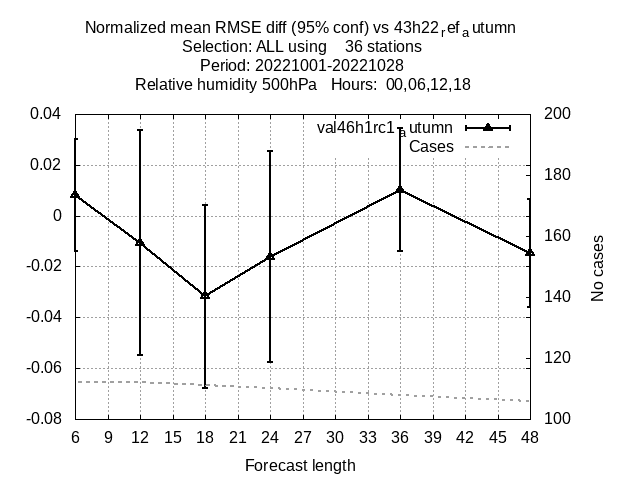 Normalized mean RMSE diff (95% conf) vs 43h22ref autumn
Selection: ALL using 36 stations
Period: 20221001-20221028
Relative humidity 500hPa Hours: 00,06,12,18
val46h1rc1autumn
Cases
0.04
0.02
0
-0.02
-0.04
-0.06
-0.08
200
180
160
140
120
100
No cases
6 9 12 15 18 21 24 27 30 33 36 39 42 45 48
Forecast length